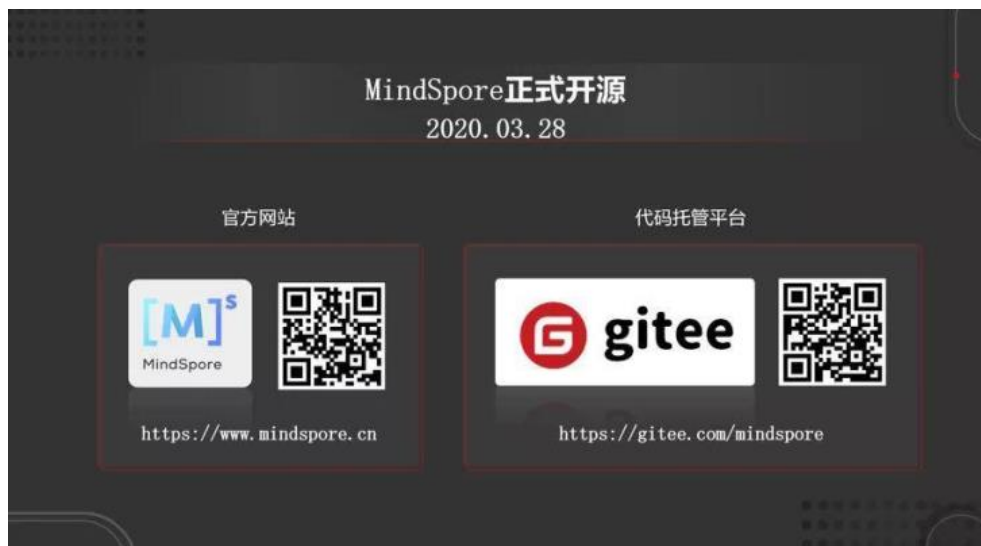 MindSpore正式开源
2020.03.28
官方网站
代码托管平台
[M]s
MindSpore
G gitee
https://www.mindspore.cn
https://gitee.com/mindspore